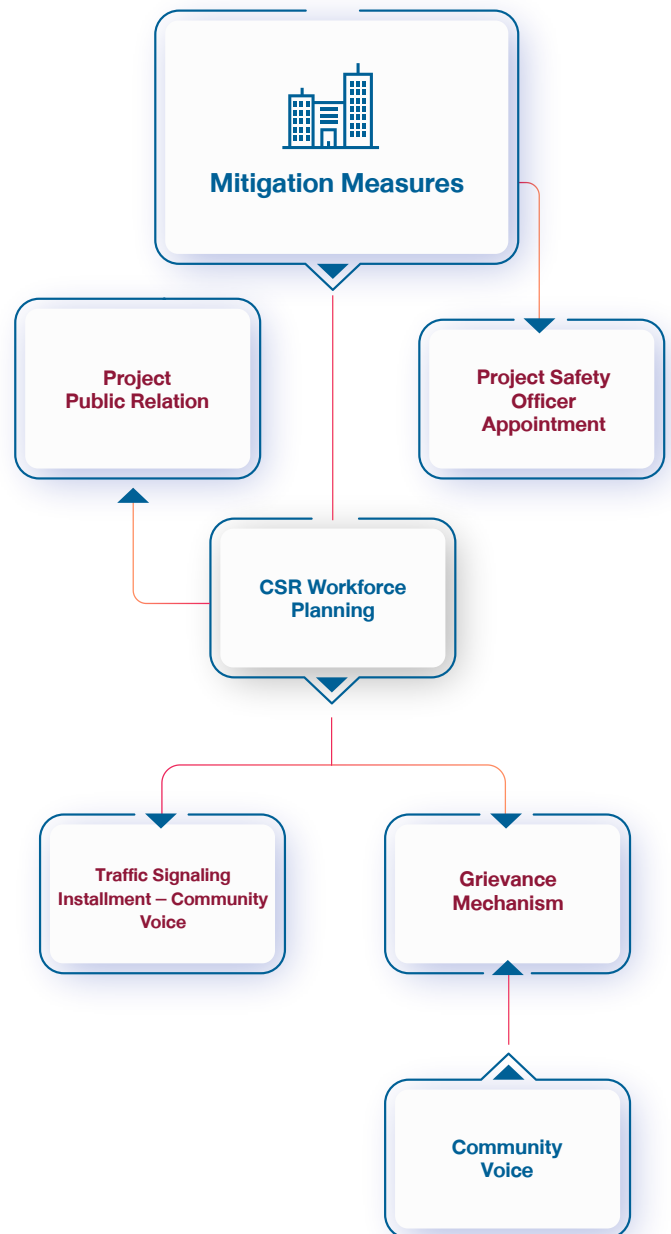 Mitigation Measures
Project
Public Relation
Project Safety
Officer
Appointment
CSR Workforce
Planning
Traffic Signaling
Installment – Community
Voice
Grievance
Mechanism
Community
Voice